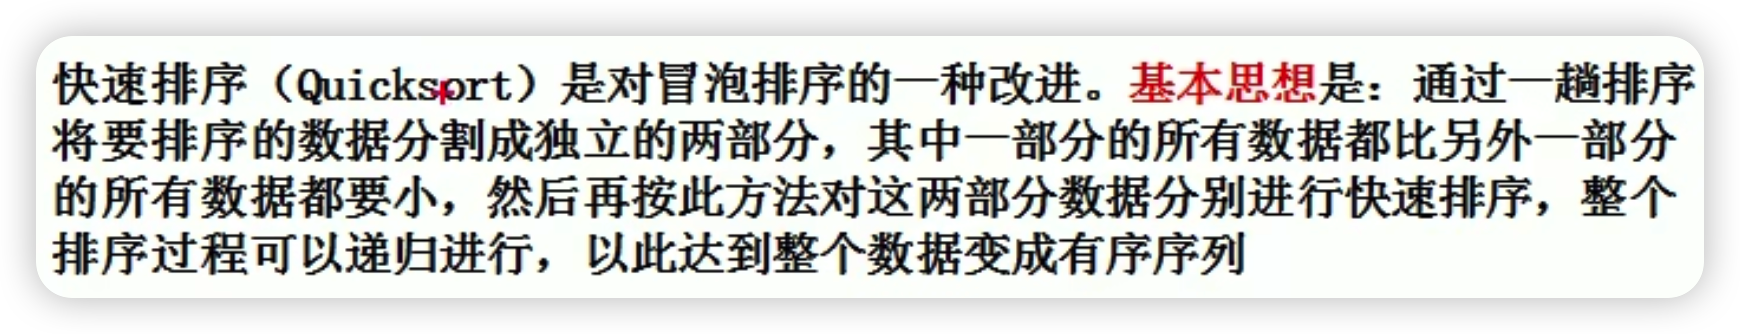 快速排序（Quicksort）是对冒泡排序的一种改进。基本思想是：通过一趟排序
将要排序的数据分割成独立的两部分，其中一部分的所有数据都比另外一部分
的所有数据都要小，然后再按此方法对这两部分数据分别进行快速排序，整个
排序过程可以递归进行，以此达到整个数据变成有序序列